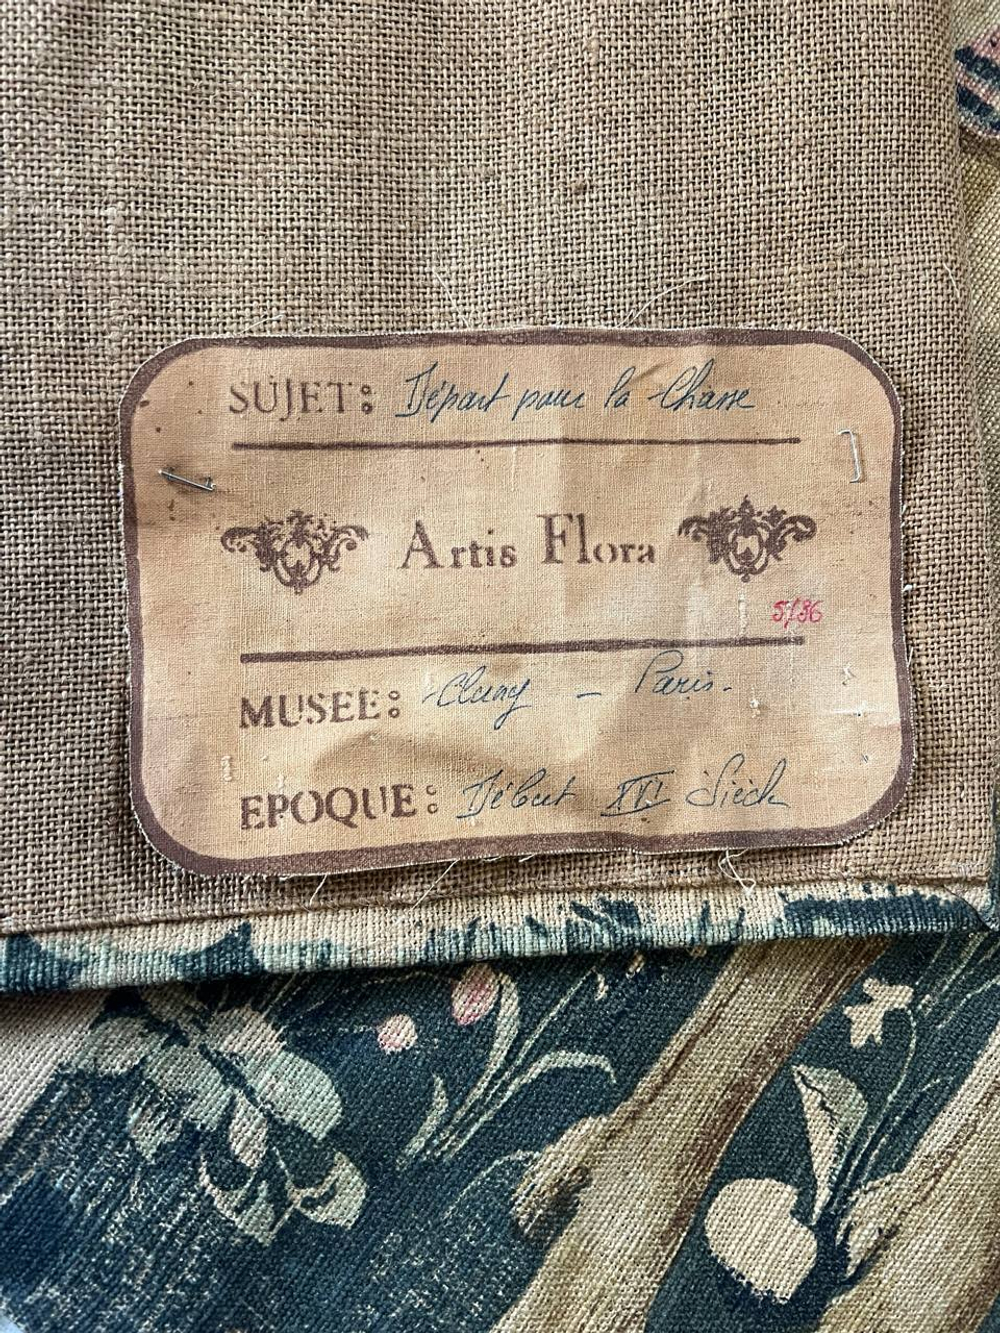 SUJET: Départ pour la Chasse
Artis Flora
5/36
MUSEE: Cluny - Paris.
EPOQUE: Début XVI Siècle